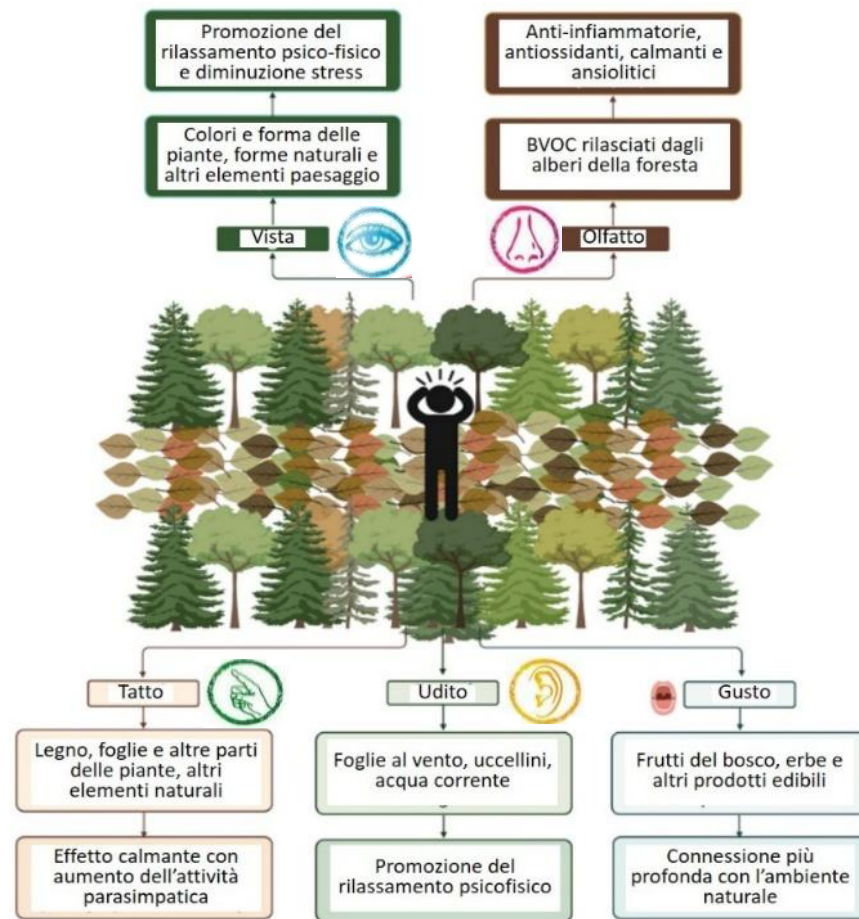 Promozione del
rilassamento psico-fisico
e diminuzione stress
Anti-infiammatorie,
antiossidanti, calmanti e
ansiolitici
Colori e forma delle
piante, forme naturali e
altri elementi paesaggio
BVOC rilasciati dagli
alberi della foresta
Vista
Olfatto
Tatto
Udito
Gusto
Legno, foglie e altre parti
delle piante, altri
elementi naturali
Foglie al vento, uccellini,
acqua corrente
Frutti del bosco, erbe e
altri prodotti edibili
Effetto calmante con
aumento dell'attività
parasimpatica
Promozione del
rilassamento psicofisico
Connessione più
profonda con l'ambiente
naturale